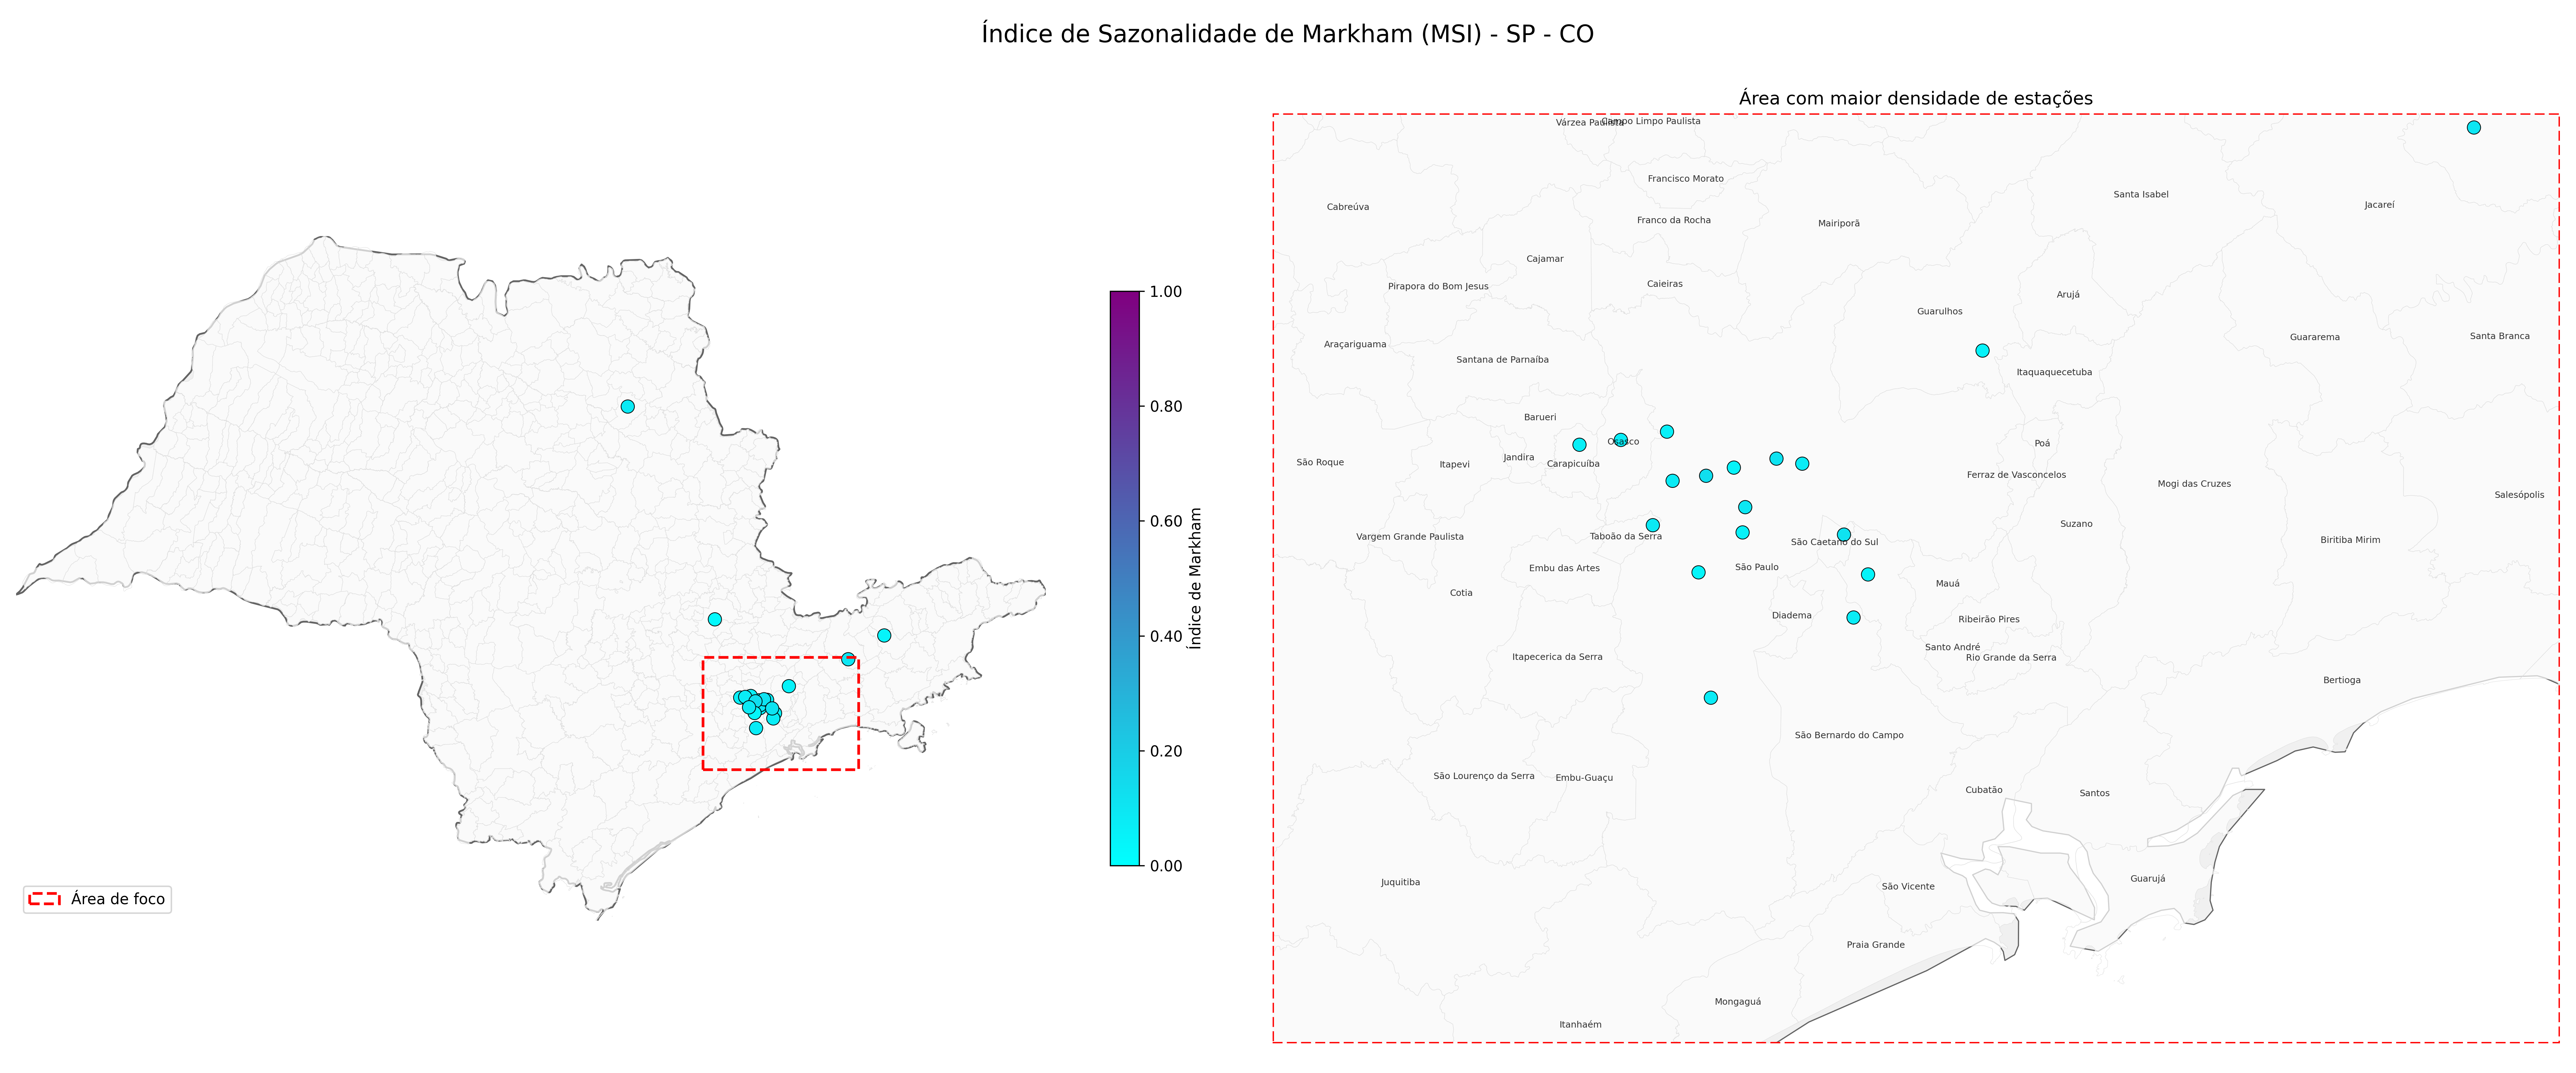 Índice de Sazonalidade de Markham (MSI) - SP - CO
Área com maior densidade de estações
1.00
0.80
0.60
0.40
0.20
0.00
Índice de Markham
Área de foco
Várzea Paulista
Campo Limpo Paulista
Francisco Morato
Santa Isabel
Jacareí
Cabreúva
Franco da Rocha
Mairiporã
Cajamar
Pirapora do Bom Jesus
Caieiras
Arujá
Guarulhos
Guararema
Santa Branca
Araçariguama
Santana de Parnaíba
Itaquaquecetuba
Barueri
Osasco
Poá
São Roque
Itapevi
Jandira
Carapicuíba
Ferraz de Vasconcelos
Mogi das Cruzes
Salesópolis
Suzano
Vargem Grande Paulista
Taboão da Serra
São Caetano do Sul
Biritiba Mirim
Embu das Artes
São Paulo
Mauá
Cotia
Diadema
Ribeirão Pires
Santo André
Itapecerica da Serra
Rio Grande da Serra
Bertioga
São Bernardo do Campo
São Lourenço da Serra
Embu-Guaçu
Cubatão
Santos
Juquitiba
São Vicente
Guarujá
Praia Grande
Mongaguá
Itanhaém